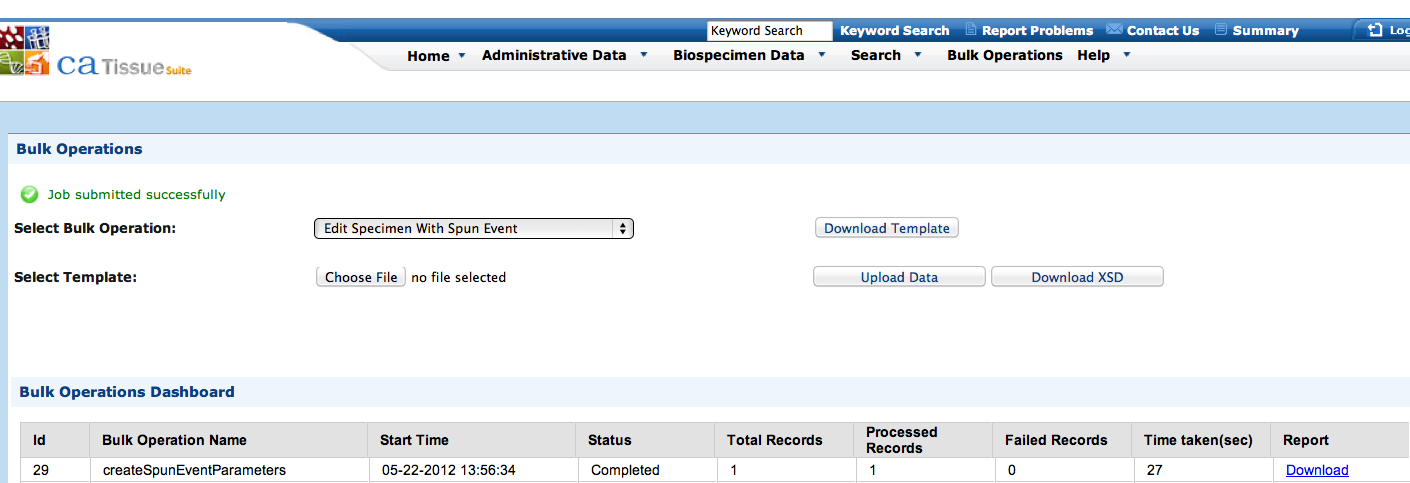 Keyword Search Keyword Search Report Problems Contact Us Summary
Home Administrative Data Biospecimen Data Search Bulk Operations Help
ca Tissue Suite
Bulk Operations
Job submitted successfully
Select Bulk Operation: Edit Specimen With Spun Event Download Template
Select Template: Choose File no file selected Upload Data Download XSD
Bulk Operations Dashboard
Id Bulk Operation Name Start Time Status Total Records Processed Records Failed Records Time taken(sec) Report
29 createSpunEventParameters 05-22-2012 13:56:34 Completed 1 1 0 27 Download